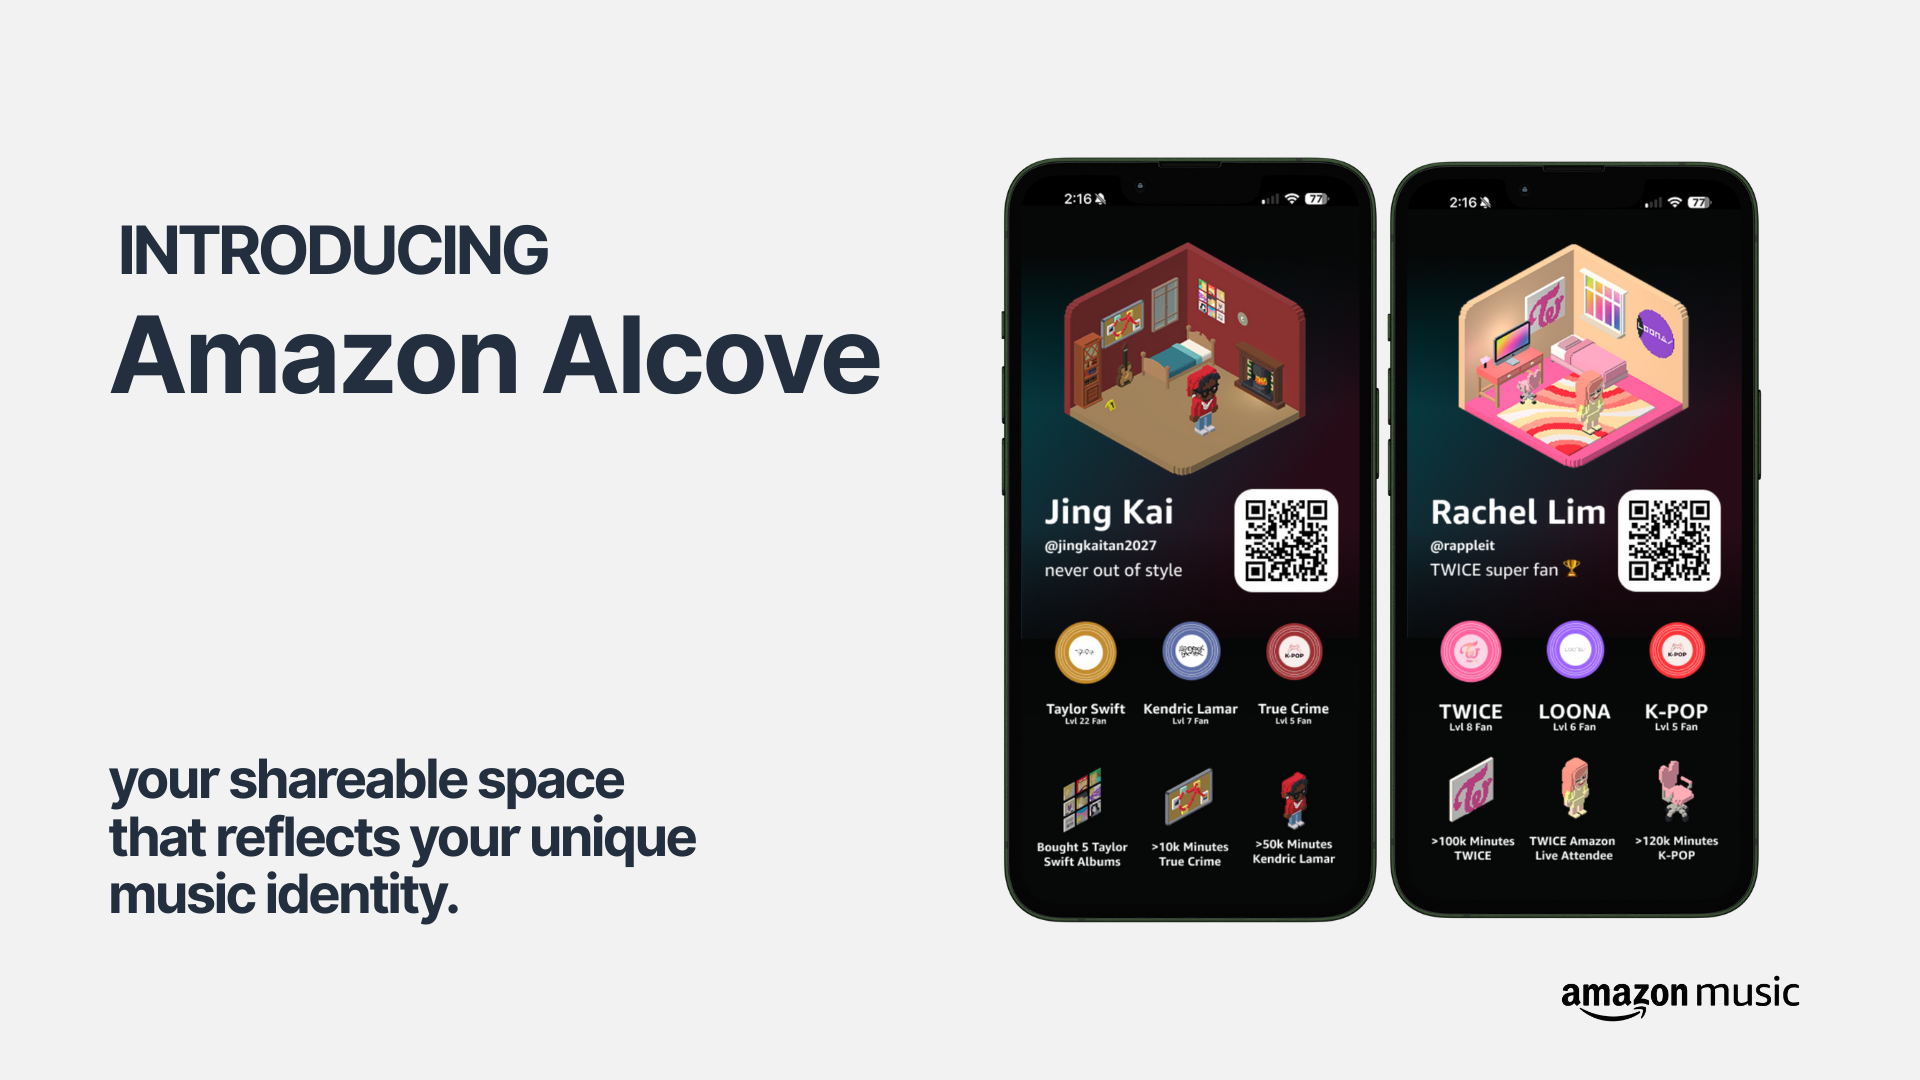 INTRODUCING
Amazon Alcove
your shareable space
that reflects your unique
music identity.
2:16
77
Jing Kai
@jingkaitan2027
never out of style
K-POP
Taylor Swift
Lvl 22 Fan
Kendric Lamar
Lvl 7 Fan
True Crime
Lvl 5 Fan
Bought 5 Taylor
Swift Albums
>10k Minutes
True Crime
>50k Minutes
Kendric Lamar
2:16
77
Loona
Rachel Lim
@rappleit
TWICE super fan 🏆
K-POP
TWICE
Lvl 8 Fan
LOONA
Lvl 6 Fan
K-POP
Lvl 5 Fan
>100k Minutes
TWICE
TWICE Amazon
Live Attendee
>120k Minutes
K-POP
amazon music